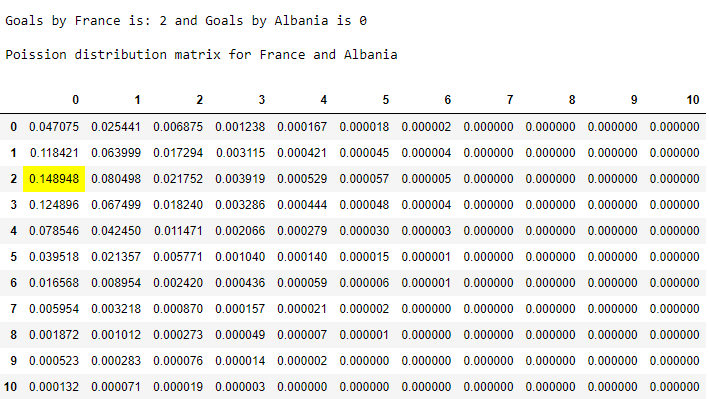 Goals by France is: 2 and Goals by Albania is 0
Poission distribution matrix for France and Albania
0 1 2 3 4 5 6 7 8 9 10
0 0.047075 0.025441 0.006875 0.001238 0.000167 0.000018 0.000002 0.000000 0.000000 0.000000 0.000000
1 0.118421 0.063999 0.017294 0.003115 0.000421 0.000045 0.000004 0.000000 0.000000 0.000000 0.000000
2 0.148948 0.080498 0.021752 0.003919 0.000529 0.000057 0.000005 0.000000 0.000000 0.000000 0.000000
3 0.124896 0.067499 0.018240 0.003286 0.000444 0.000048 0.000004 0.000000 0.000000 0.000000 0.000000
4 0.078546 0.042450 0.011471 0.002066 0.000279 0.000030 0.000003 0.000000 0.000000 0.000000 0.000000
5 0.039518 0.021357 0.005771 0.001040 0.000140 0.000015 0.000001 0.000000 0.000000 0.000000 0.000000
6 0.016568 0.008954 0.002420 0.000436 0.000059 0.000006 0.000001 0.000000 0.000000 0.000000 0.000000
7 0.005954 0.003218 0.000870 0.000157 0.000021 0.000002 0.000000 0.000000 0.000000 0.000000 0.000000
8 0.001872 0.001012 0.000273 0.000049 0.000007 0.000001 0.000000 0.000000 0.000000 0.000000 0.000000
9 0.000523 0.000283 0.000076 0.000014 0.000002 0.000000 0.000000 0.000000 0.000000 0.000000 0.000000
10 0.000132 0.000071 0.000019 0.000003 0.000000 0.000000 0.000000 0.000000 0.000000 0.000000 0.000000